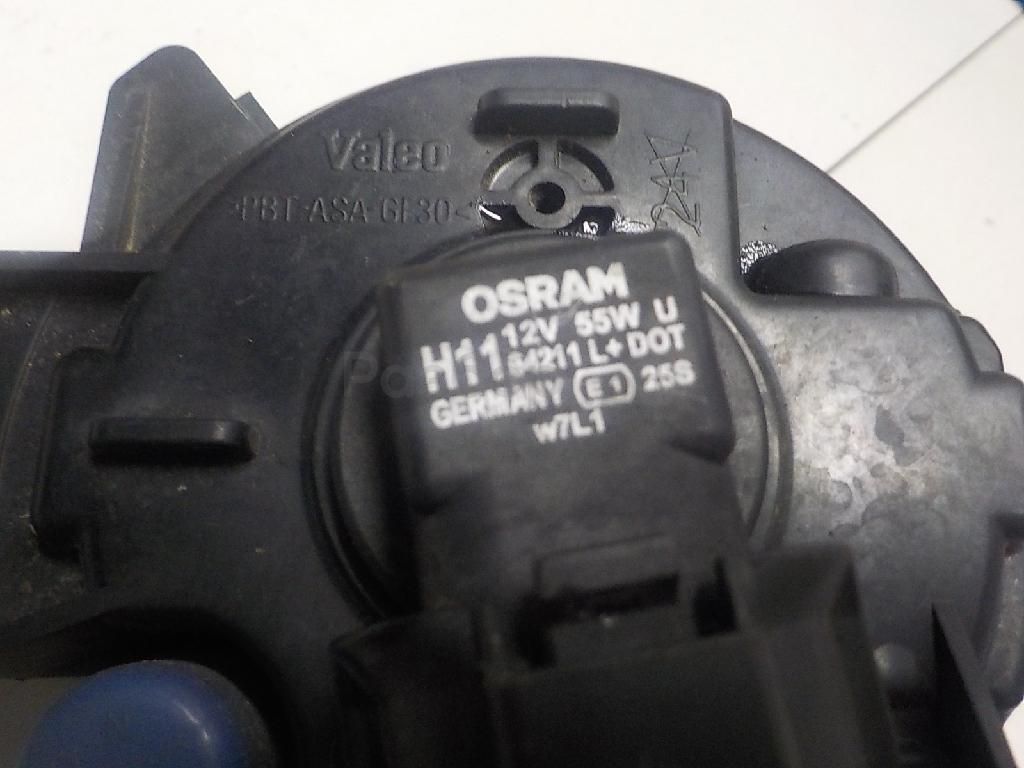 Valeo
>PBT-ASA-GF30<
OSRAM
12V 55W U
H11 64211 L+ DOT
GERMANY E1 25S
W7L1